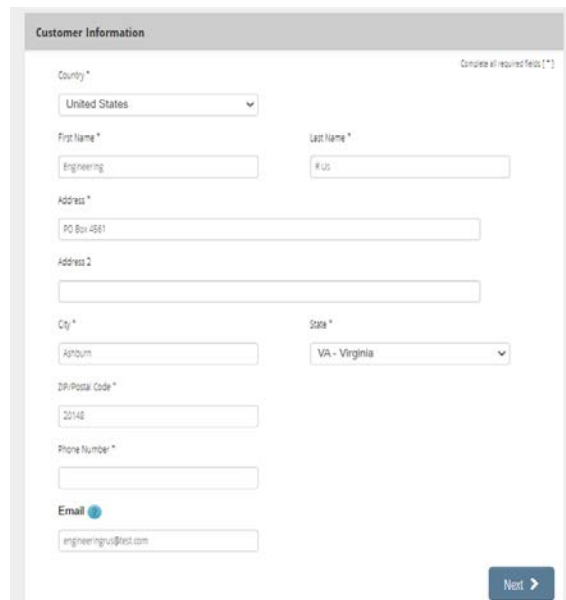 Customer Information
Complete all required fields [ * ]
Country *
United States
First Name * Last Name *
Engineering R Us
Address *
PO Box 4561
Address 2
City * State *
Ashburn VA - Virginia
ZIP/Postal Code *
20148
Phone Number *
Email ?
engineeringrus@test.com
Next